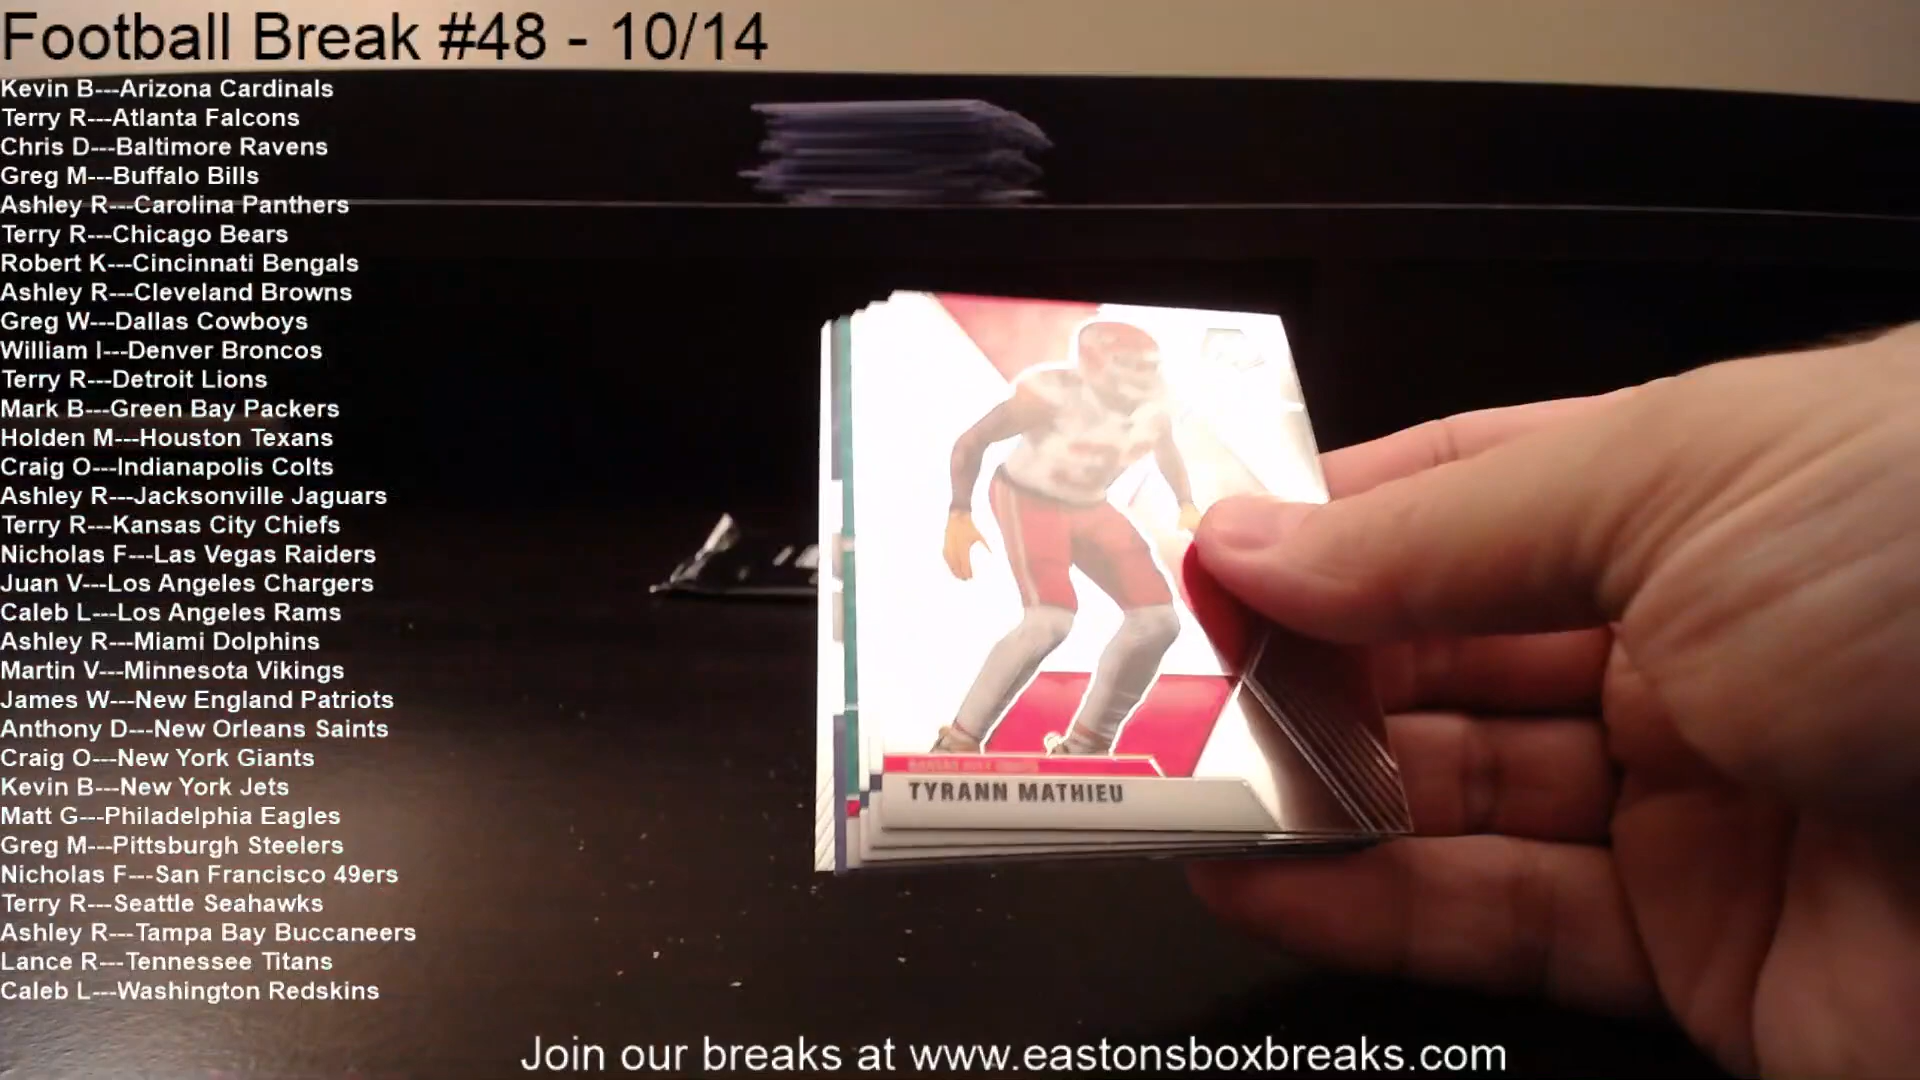 Football Break #48 - 10/14
Kevin B---Arizona Cardinals
Terry R---Atlanta Falcons
Chris D---Baltimore Ravens
Greg M---Buffalo Bills
Ashley R---Carolina Panthers
Terry R---Chicago Bears
Robert K---Cincinnati Bengals
Ashley R---Cleveland Browns
Greg W---Dallas Cowboys
William I---Denver Broncos
Terry R---Detroit Lions
Mark B---Green Bay Packers
Holden M---Houston Texans
Craig O---Indianapolis Colts
Ashley R---Jacksonville Jaguars
Terry R---Kansas City Chiefs
Nicholas F---Las Vegas Raiders
Juan V---Los Angeles Chargers
Caleb L---Los Angeles Rams
Ashley R---Miami Dolphins
Martin V---Minnesota Vikings
James W---New England Patriots
Anthony D---New Orleans Saints
Craig O---New York Giants
Kevin B---New York Jets
Matt G---Philadelphia Eagles
Greg M---Pittsburgh Steelers
Nicholas F---San Francisco 49ers
Terry R---Seattle Seahawks
Ashley R---Tampa Bay Buccaneers
Lance R---Tennessee Titans
Caleb L---Washington Redskins
TYRANN MATHIEU
Join our breaks at www.eastonsboxbreaks.com